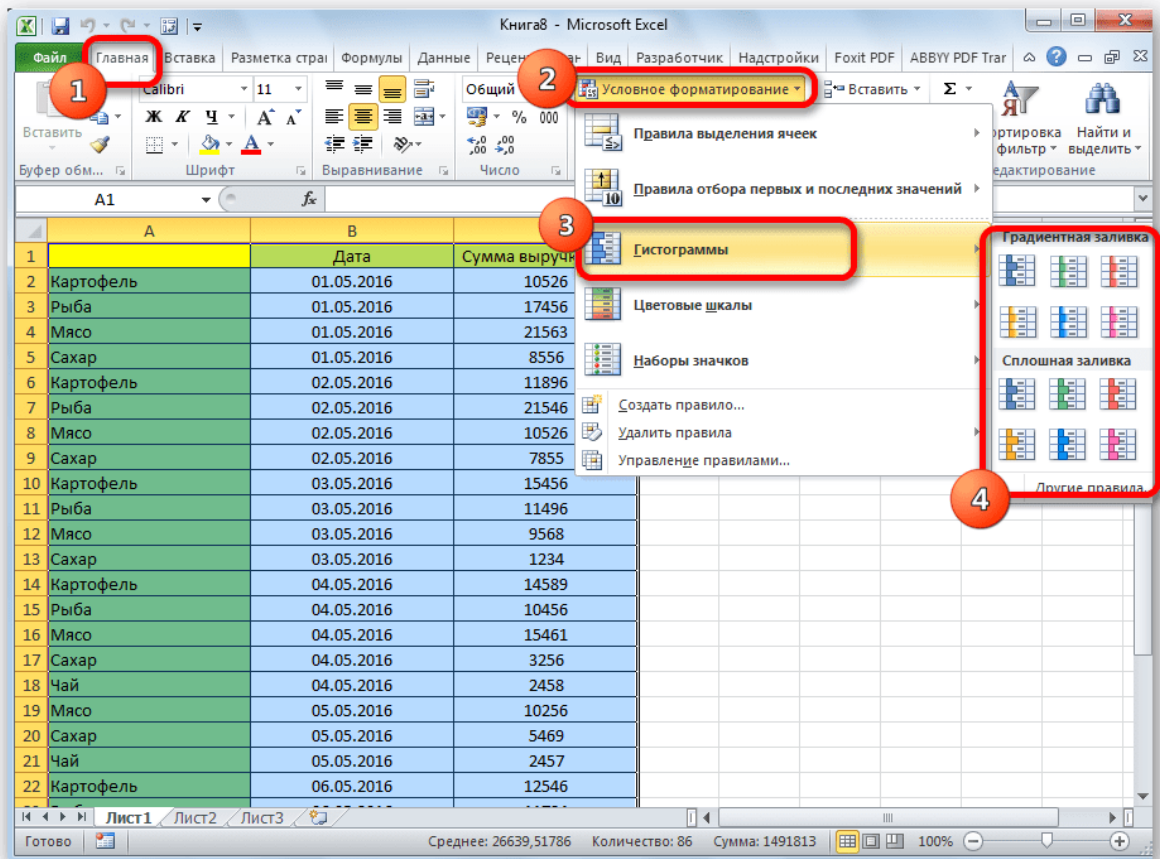 Книга8 - Microsoft Excel
Файл Главная Вставка Разметка стра Формулы Данные Рецен Вид Разработчик Надстройки Foxit PDF ABBYY PDF Tran
1
2
Calibri 11 Общий Условное форматирование Вставить Σ
Вставить Ж К Ч А А % 000
Буфер обм... Шрифт Выравнивание Число
Найти и
фильтр выделить
Правила выделения ячеек
Правила отбора первых и последних значений
3
Гистограммы
Цветовые шкалы
Наборы значков
Создать правило...
Удалить правила
Управление правилами...
Градиентная заливка
Сплошная заливка
Другие правила...
4
A1 fx
A B
1 Дата Сумма выручк
2 Картофель 01.05.2016 10526
3 Рыба 01.05.2016 17456
4 Мясо 01.05.2016 21563
5 Сахар 01.05.2016 8556
6 Картофель 02.05.2016 11896
7 Рыба 02.05.2016 21546
8 Мясо 02.05.2016 10526
9 Сахар 02.05.2016 7855
10 Картофель 03.05.2016 15456
11 Рыба 03.05.2016 11496
12 Мясо 03.05.2016 9568
13 Сахар 03.05.2016 1234
14 Картофель 04.05.2016 14589
15 Рыба 04.05.2016 10456
16 Мясо 04.05.2016 15461
17 Сахар 04.05.2016 3256
18 Чай 04.05.2016 2458
19 Мясо 05.05.2016 10256
20 Сахар 05.05.2016 5469
21 Чай 05.05.2016 2457
22 Картофель 06.05.2016 12546
Лист1 Лист2 Лист3
Готово Среднее: 26639,51786 Количество: 86 Сумма: 1491813 100%